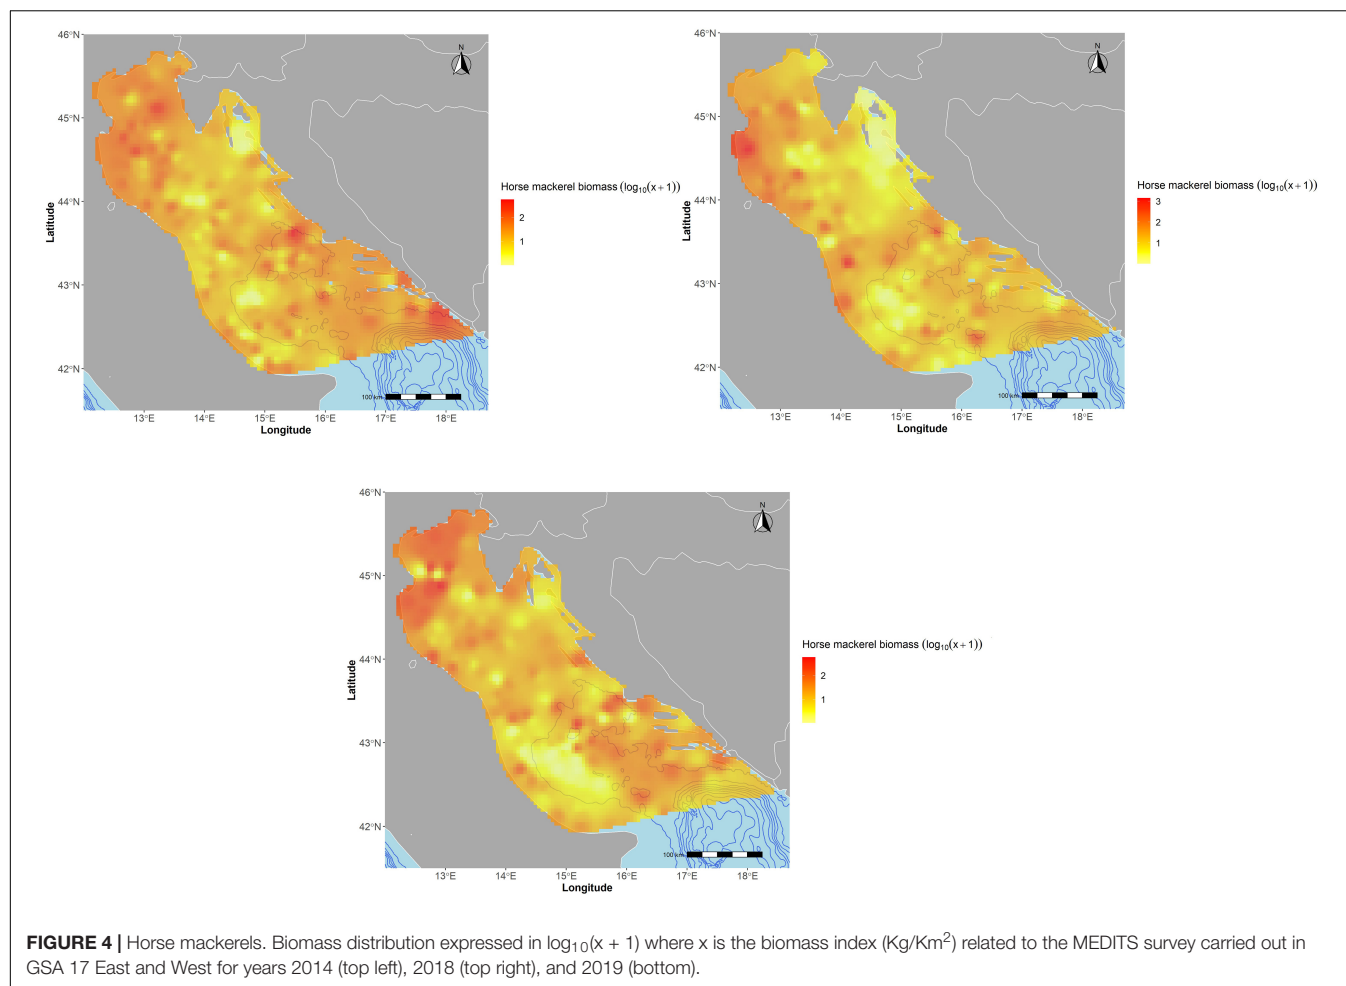 46°N
45°N
44°N
43°N
42°N
13°E 14°E 15°E 16°E 17°E 18°E
Latitude
Longitude
N
100 km
Horse mackerel biomass (log10(x + 1))
2
1
46°N
45°N
44°N
43°N
42°N
13°E 14°E 15°E 16°E 17°E 18°E
Latitude
Longitude
N
100 km
Horse mackerel biomass (log10(x + 1))
3
2
1
46°N
45°N
44°N
43°N
42°N
13°E 14°E 15°E 16°E 17°E 18°E
Latitude
Longitude
N
100 km
Horse mackerel biomass (log10(x + 1))
2
1
FIGURE 4 | Horse mackerels. Biomass distribution expressed in log10(x + 1) where x is the biomass index (Kg/Km2) related to the MEDITS survey carried out in
GSA 17 East and West for years 2014 (top left), 2018 (top right), and 2019 (bottom).